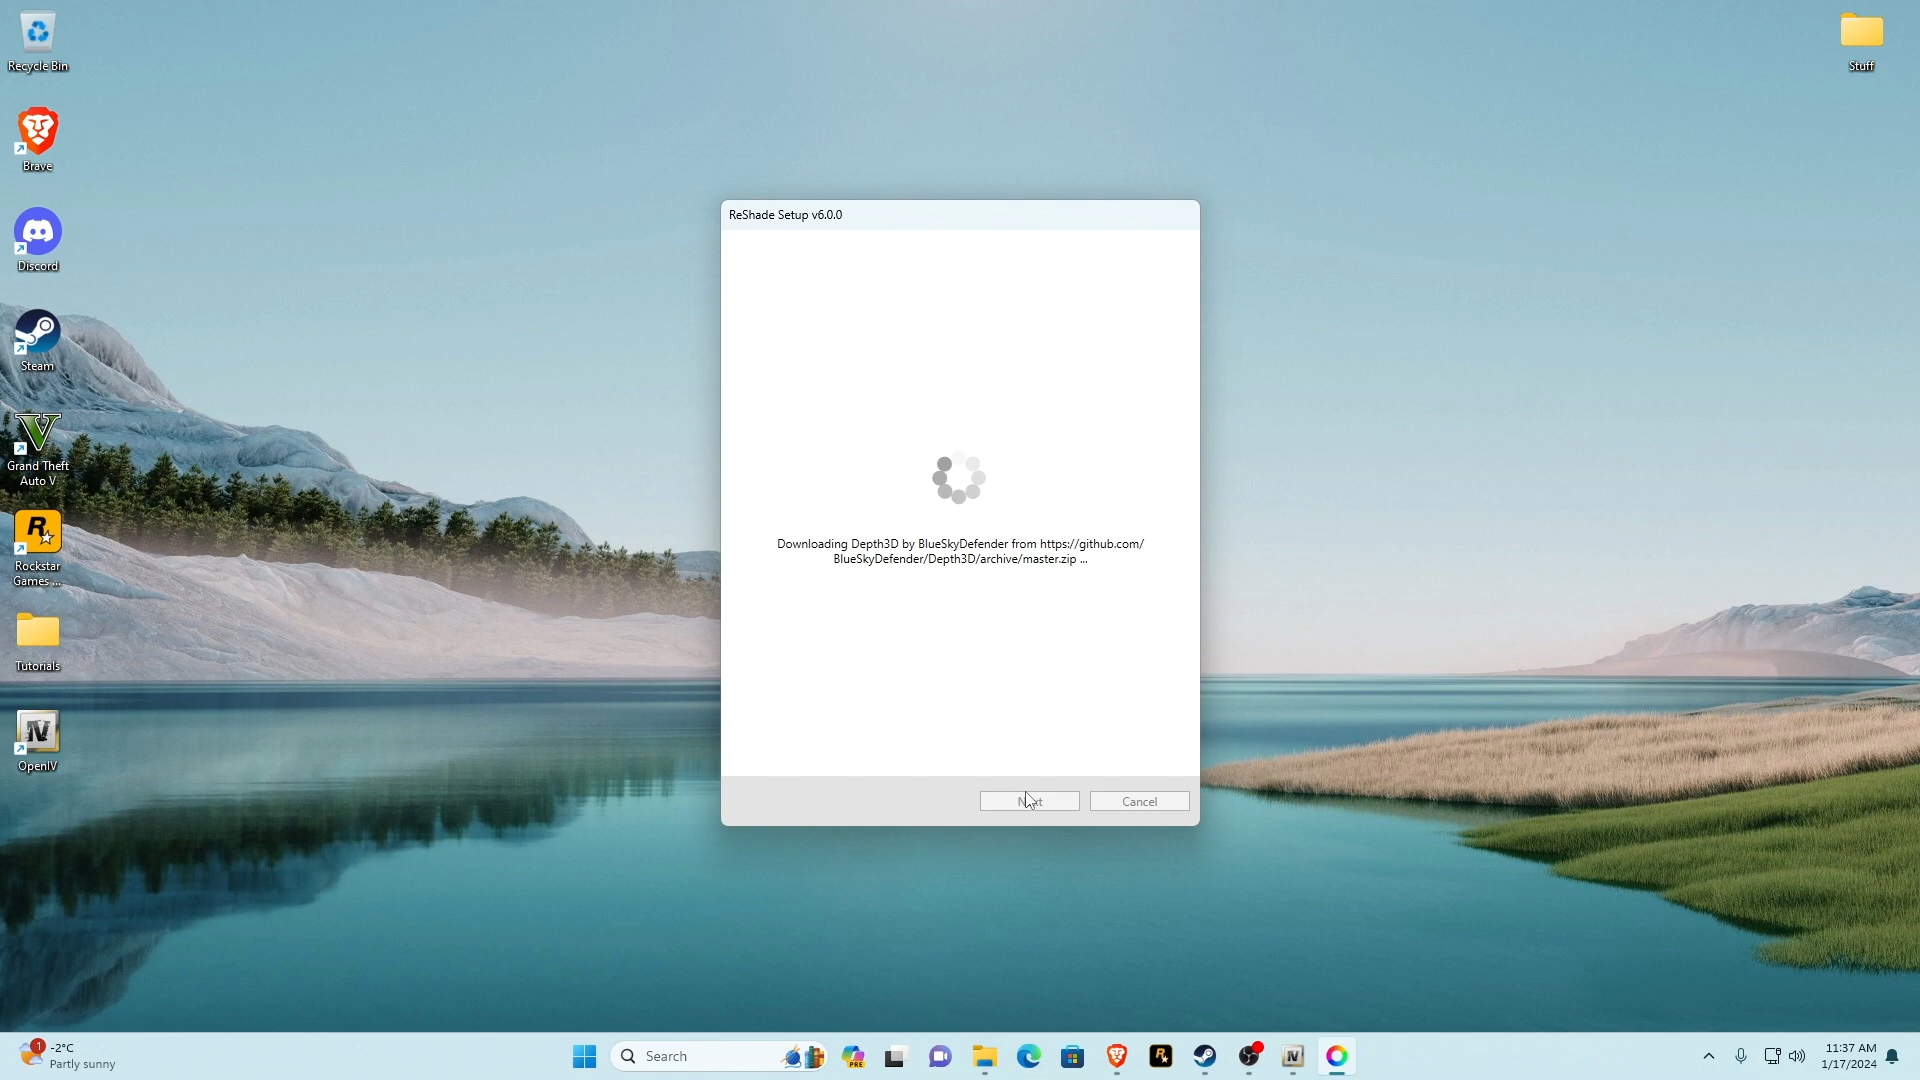 Recycle Bin
Brave
Discord
Steam
Grand Theft
Auto V
Rockstar
Games ...
Tutorials
OpenIV
Stuff
ReShade Setup v6.0.0
Downloading Depth3D by BlueSkyDefender from https://github.com/
BlueSkyDefender/Depth3D/archive/master.zip ...
Next
Cancel
1
-2°C
Partly sunny
Search
PRE
11:37 AM
1/17/2024